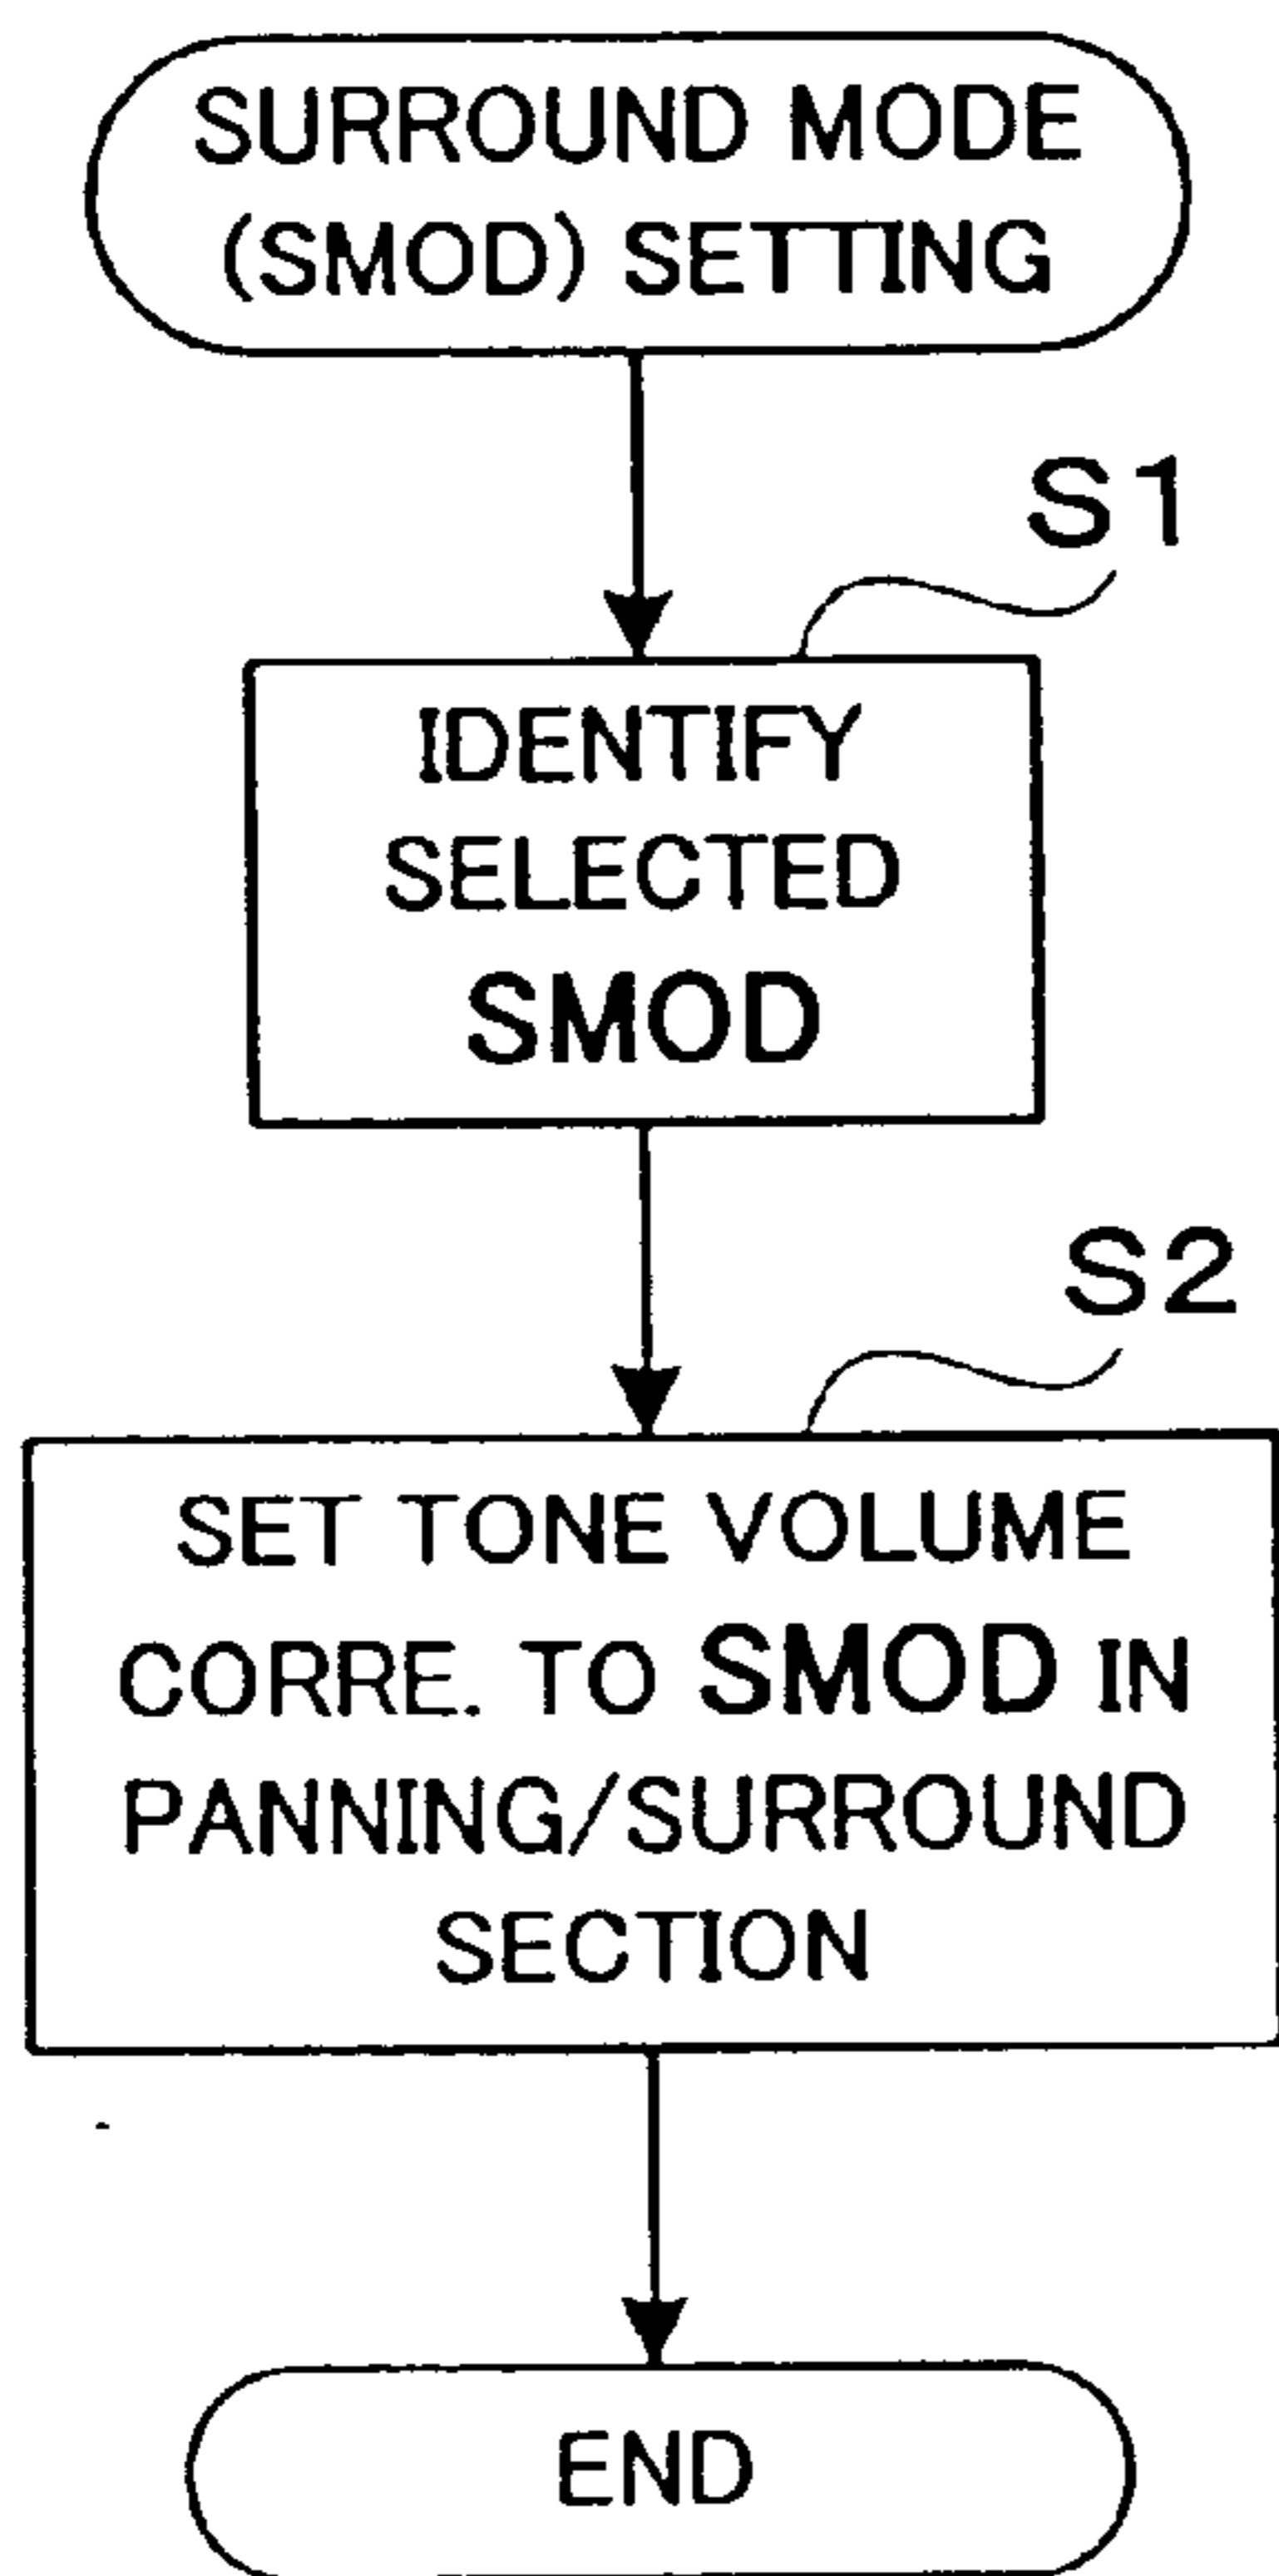 SURROUND MODE
(SMOD) SETTING
S1
IDENTIFY
SELECTED
SMOD
S2
SET TONE VOLUME
CORRE. TO SMOD IN
PANNING/SURROUND
SECTION
END